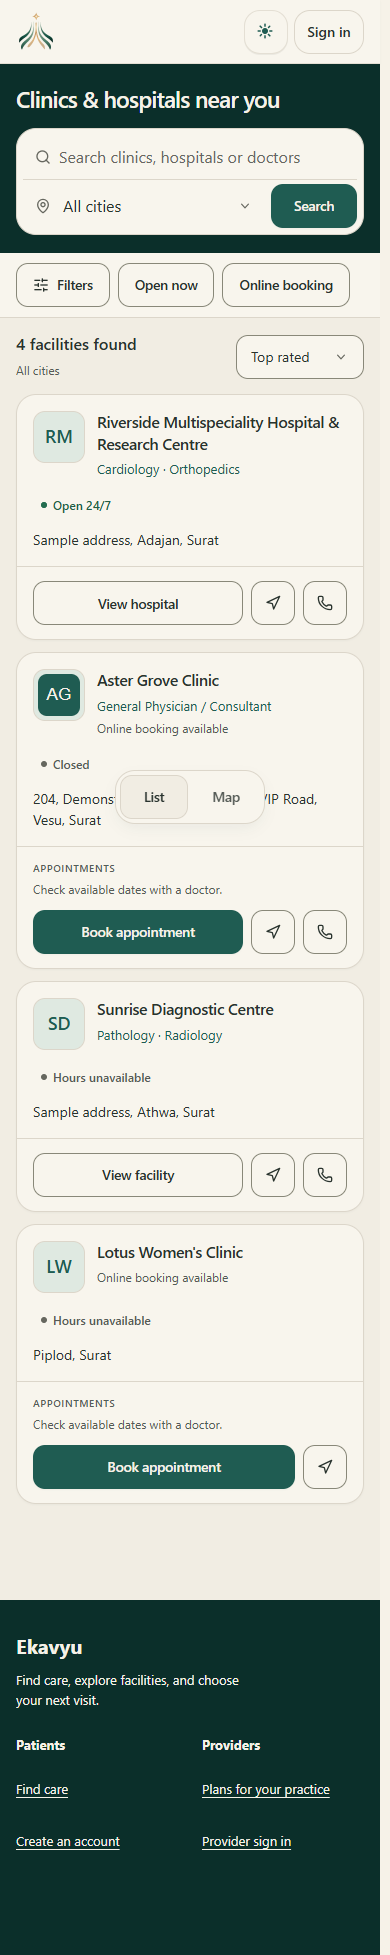 Sign in
Clinics & hospitals near you
Search clinics, hospitals or doctors
All cities
Search
Filters
Open now
Online booking
4 facilities found
All cities
Top rated
RM
Riverside Multispeciality Hospital &
Research Centre
Cardiology · Orthopedics
Open 24/7
Sample address, Adajan, Surat
View hospital
AG
Aster Grove Clinic
General Physician / Consultant
Online booking available
Closed
204, VIP Road,
List
Map
Vesu, Surat
APPOINTMENTS
Check available dates with a doctor.
Book appointment
SD
Sunrise Diagnostic Centre
Pathology · Radiology
Hours unavailable
Sample address, Athwa, Surat
View facility
LW
Lotus Women's Clinic
Online booking available
Hours unavailable
Piplod, Surat
APPOINTMENTS
Check available dates with a doctor.
Book appointment
Ekavyu
Find care, explore facilities, and choose
your next visit.
Patients
Providers
Find care
Plans for your practice
Create an account
Provider sign in